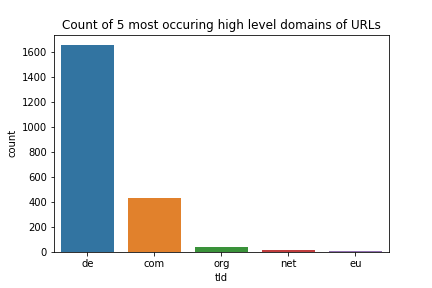 Count of 5 most occuring high level domains of URLs
1600
1400
1200
1000
800
600
400
200
0
count
de com org net eu
tld